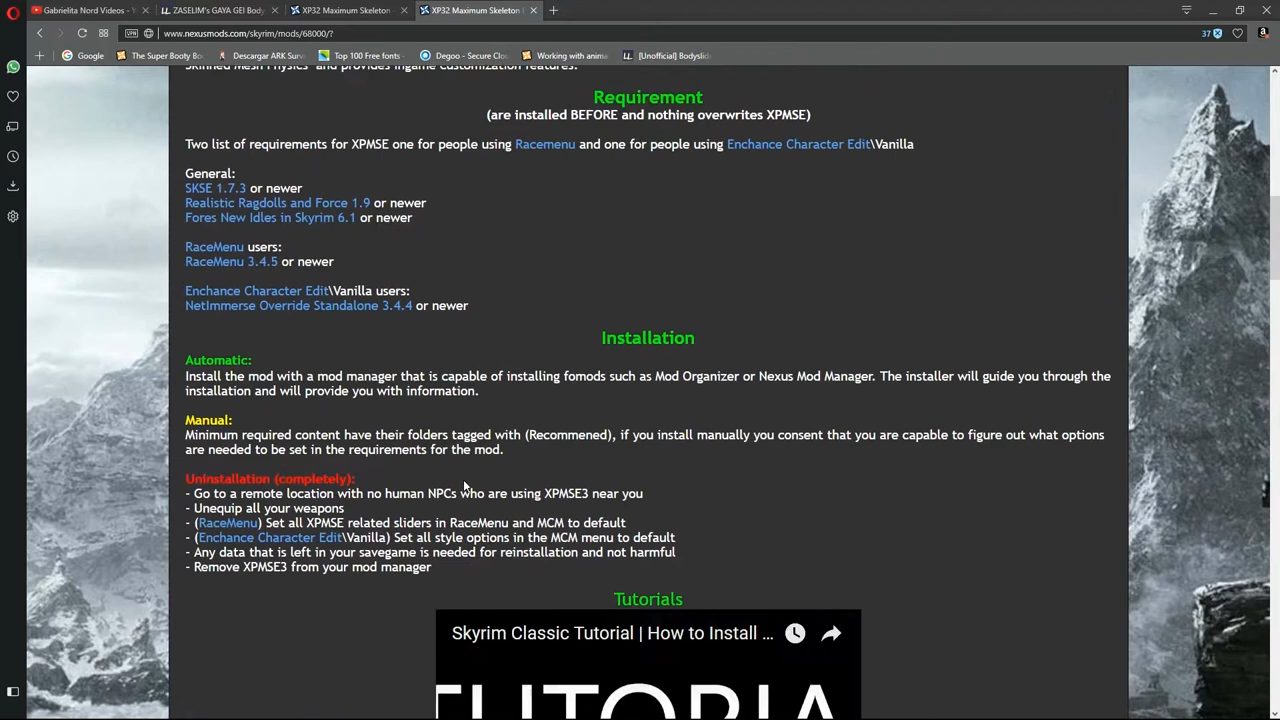 Gabrielita Nord Videos - Y
ZASELIM's GAYA GEI Body
XP32 Maximum Skeleton
XP32 Maximum Skeleton E
VPN
www.nexusmods.com/skyrim/mods/68000/?
37
Google
The Super Booty Bo
Descargar ARK Surv
Top 100 Free fonts -
Degoo - Secure Clo
Working with anima
[Unofficial] Bodyslid
Skinned Mesh Physics" and provides ingame Customization features.
Requirement
(are installed BEFORE and nothing overwrites XPMSE)
Two list of requirements for XPMSE one for people using Racemenu and one for people using Enchance Character Edit\Vanilla
General:
SKSE 1.7.3 or newer
Realistic Ragdolls and Force 1.9 or newer
Fores New Idles in Skyrim 6.1 or newer
RaceMenu users:
RaceMenu 3.4.5 or newer
Enchance Character Edit\Vanilla users:
NetImmerse Override Standalone 3.4.4 or newer
Installation
Automatic:
Install the mod with a mod manager that is capable of installing fomods such as Mod Organizer or Nexus Mod Manager. The installer will guide you through the
installation and will provide you with information.
Manual:
Minimum required content have their folders tagged with (Recommened), if you install manually you consent that you are capable to figure out what options
are needed to be set in the requirements for the mod.
Uninstallation (completely):
- Go to a remote location with no human NPCs who are using XPMSE3 near you
- Unequip all your weapons
- (RaceMenu) Set all XPMSE related sliders in RaceMenu and MCM to default
- (Enchance Character Edit\Vanilla) Set all style options in the MCM menu to default
- Any data that is left in your savegame is needed for reinstallation and not harmful
- Remove XPMSE3 from your mod manager
Tutorials
Skyrim Classic Tutorial | How to Install ...
TUTORIA